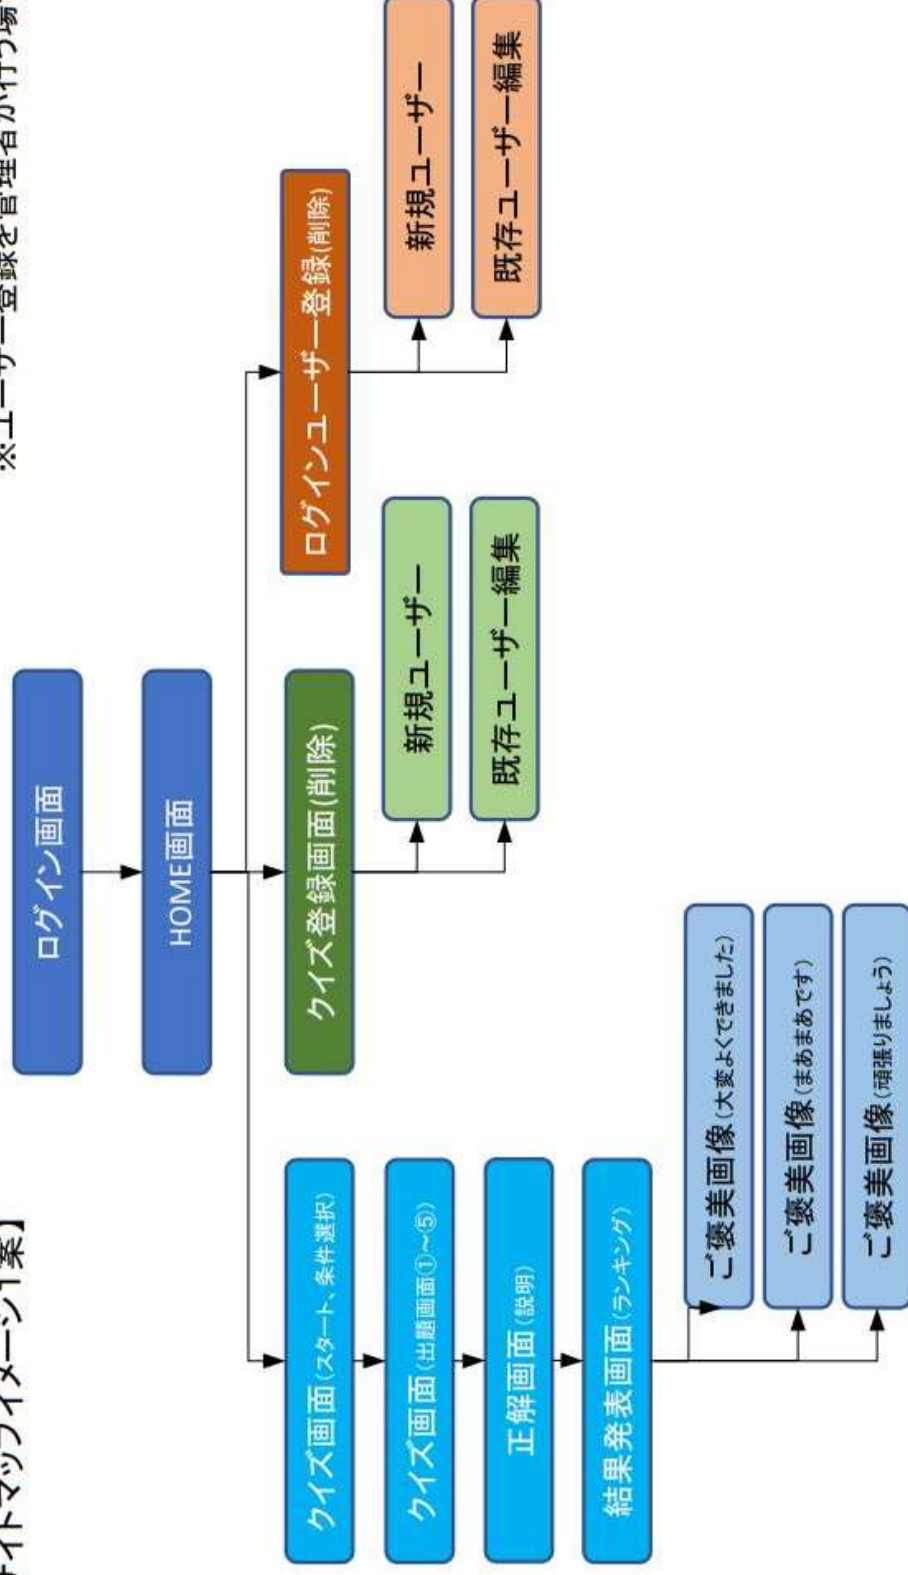 サイトマップイメージ1案】
※ユーザー登録を管理者が行う場
ログイン画面
HOME画面
クイズ画面(スタート、条件選択)
クイズ画面(出題画面①~⑤)
正解画面(説明)
結果発表画面(ランキング)
ご褒美画像(大変よくできました)
ご褒美画像(まあまあです)
ご褒美画像(頑張りましょう)
クイズ登録画面(削除)
新規ユーザー
既存ユーザー編集
ログインユーザー登録(削除)
新規ユーザー
既存ユーザー編集